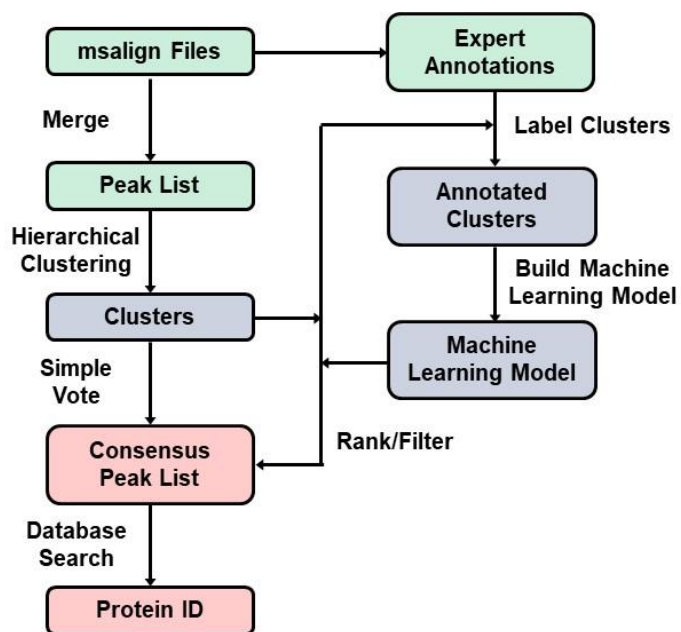 msalign Files
Expert
Annotations
Merge
Label Clusters
Peak List
Annotated
Clusters
Hierarchical
Clustering
Build Machine
Learning Model
Clusters
Machine
Learning Model
Simple
Vote
Rank/Filter
Consensus
Peak List
Database
Search
Protein ID